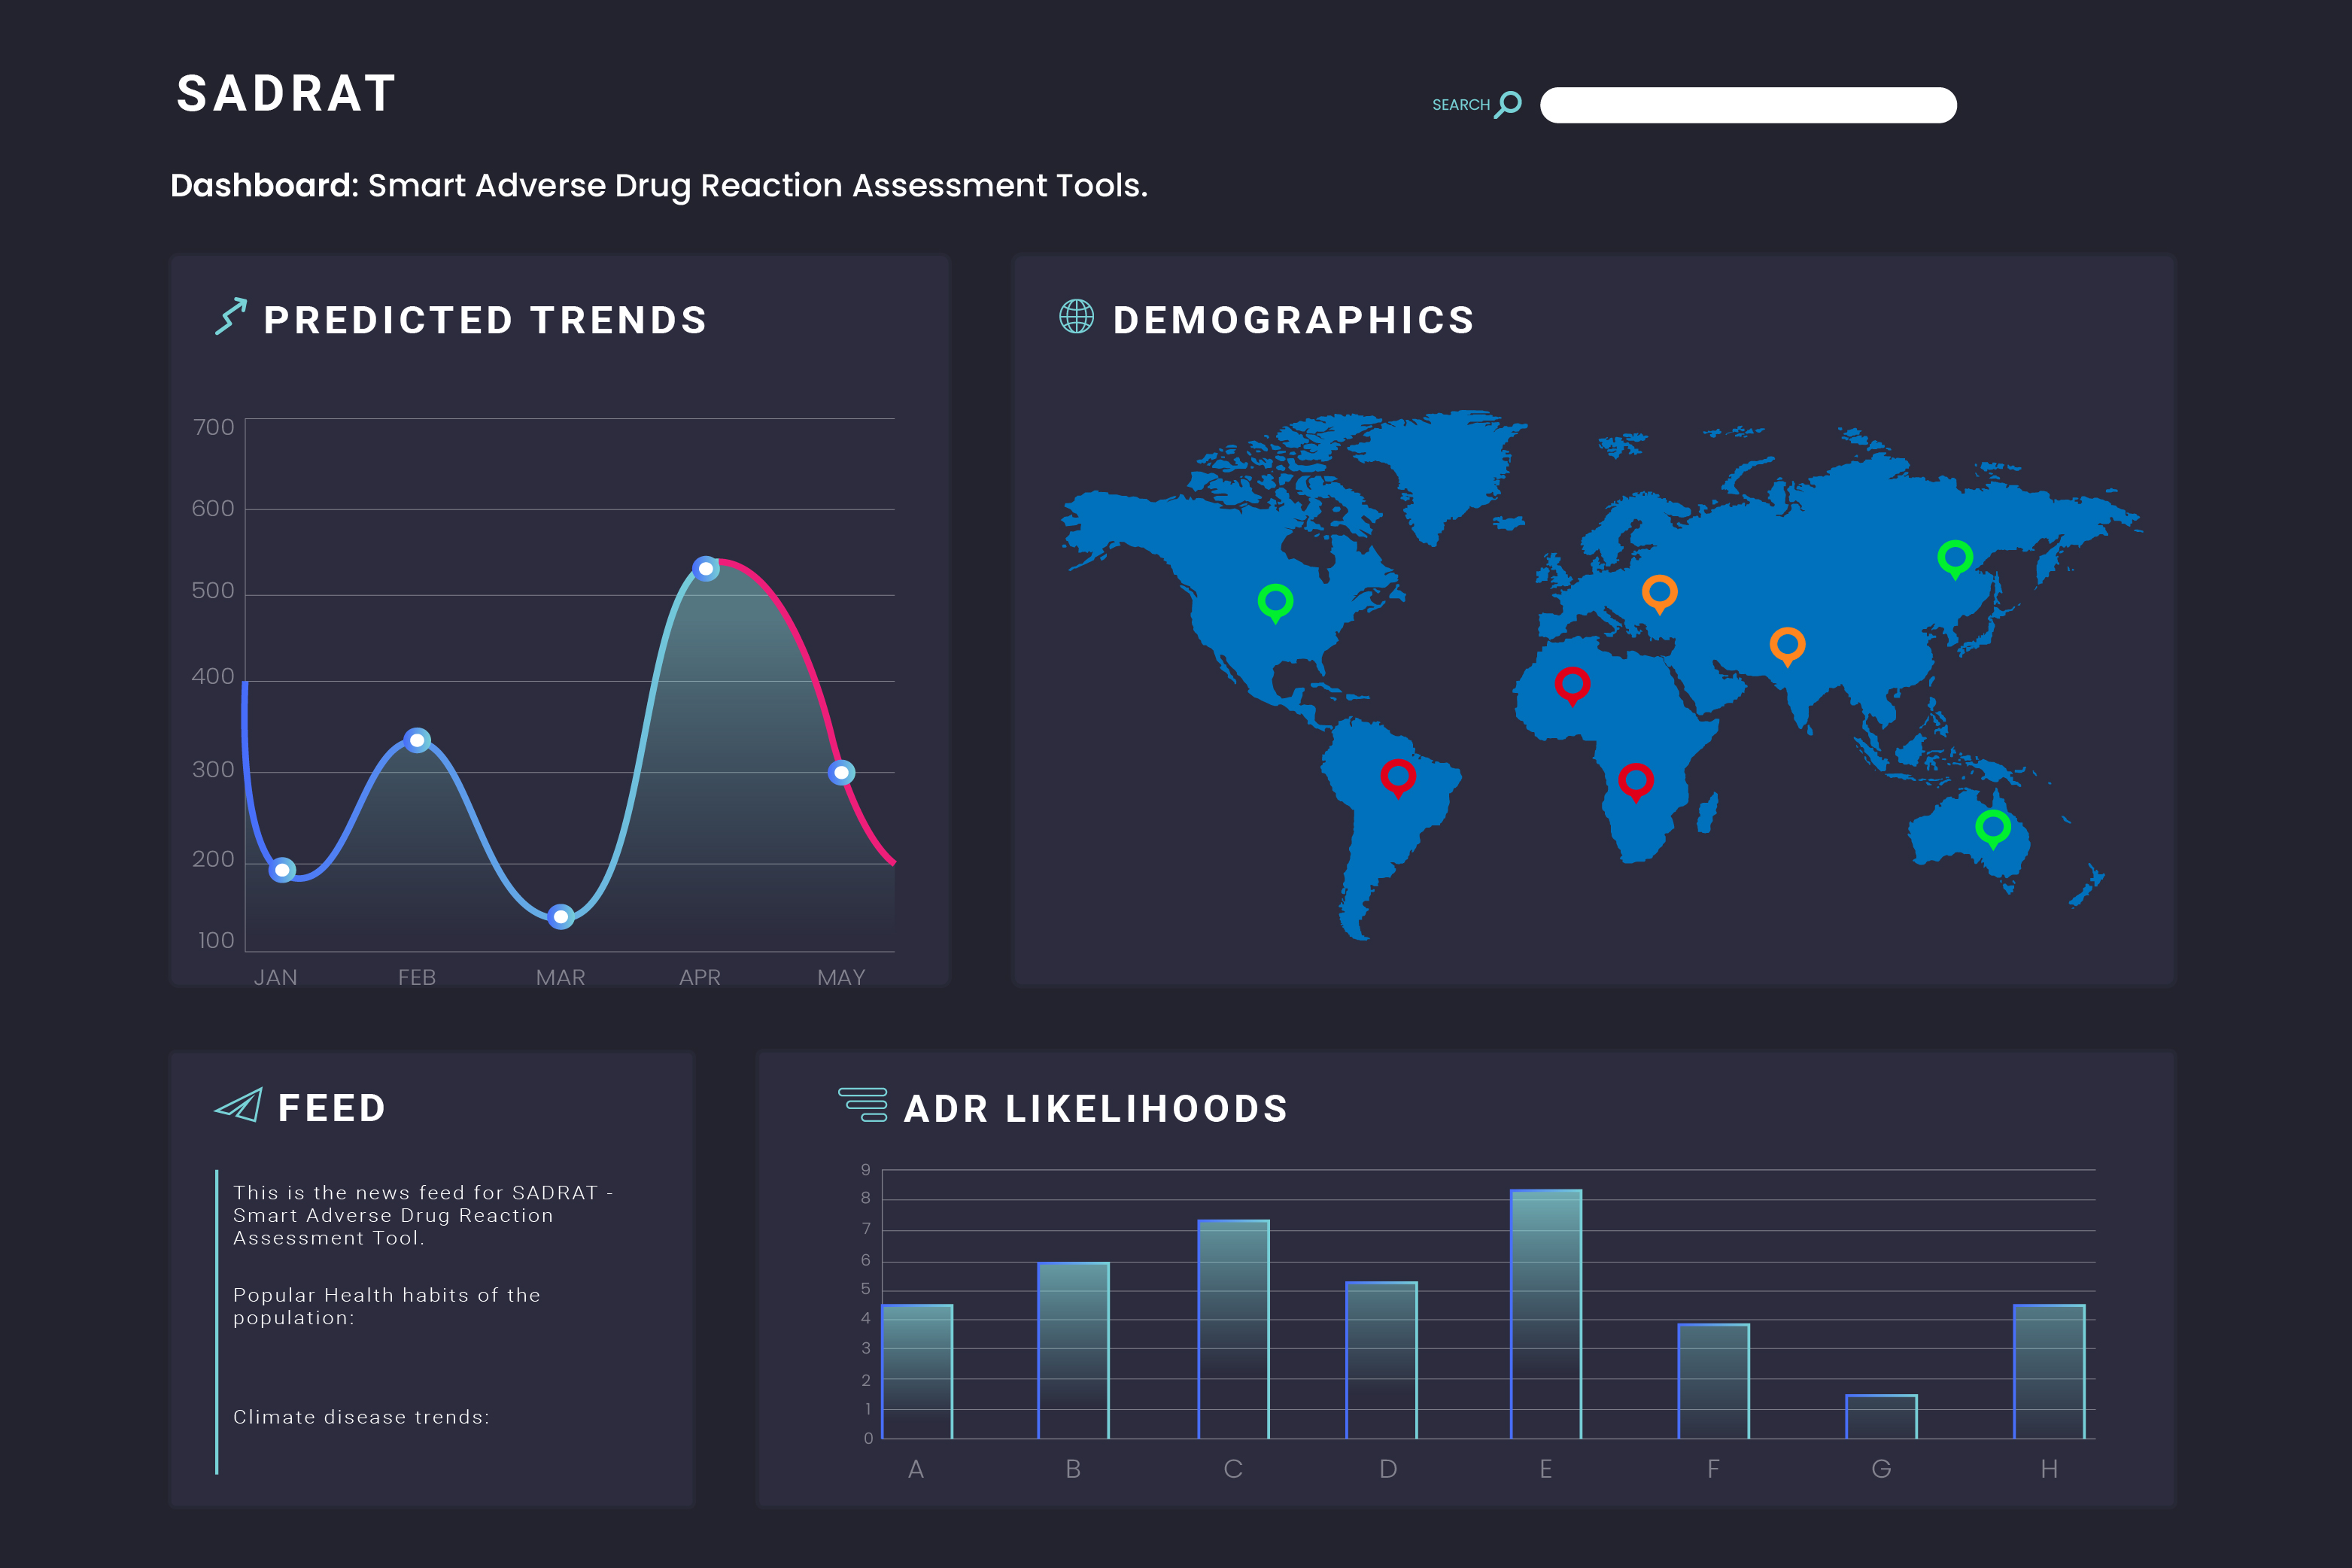 SADRAT
SEARCH
Dashboard: Smart Adverse Drug Reaction Assessment Tools.
PREDICTED TRENDS
700
600
500
400
300
200
100
JAN FEB MAR APR MAY
DEMOGRAPHICS
FEED
This is the news feed for SADRAT -
Smart Adverse Drug Reaction
Assessment Tool.
Popular Health habits of the
population:
Climate disease trends:
ADR LIKELIHOODS
9
8
7
6
5
4
3
2
1
0
A B C D E F G H